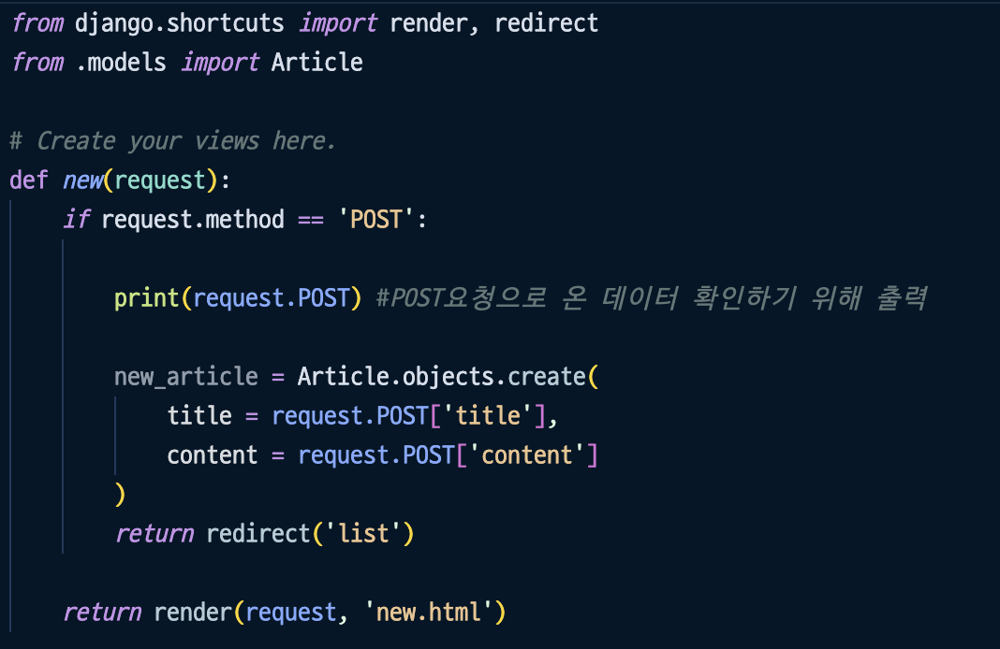 from django.shortcuts import render, redirect
from .models import Article
# Create your views here.
def new(request):
if request.method == 'POST':
print(request.POST) #POST요청으로 온 데이터 확인하기 위해 출력
new_article = Article.objects.create(
title = request.POST['title'],
content = request.POST['content']
)
return redirect('list')
return render(request, 'new.html')